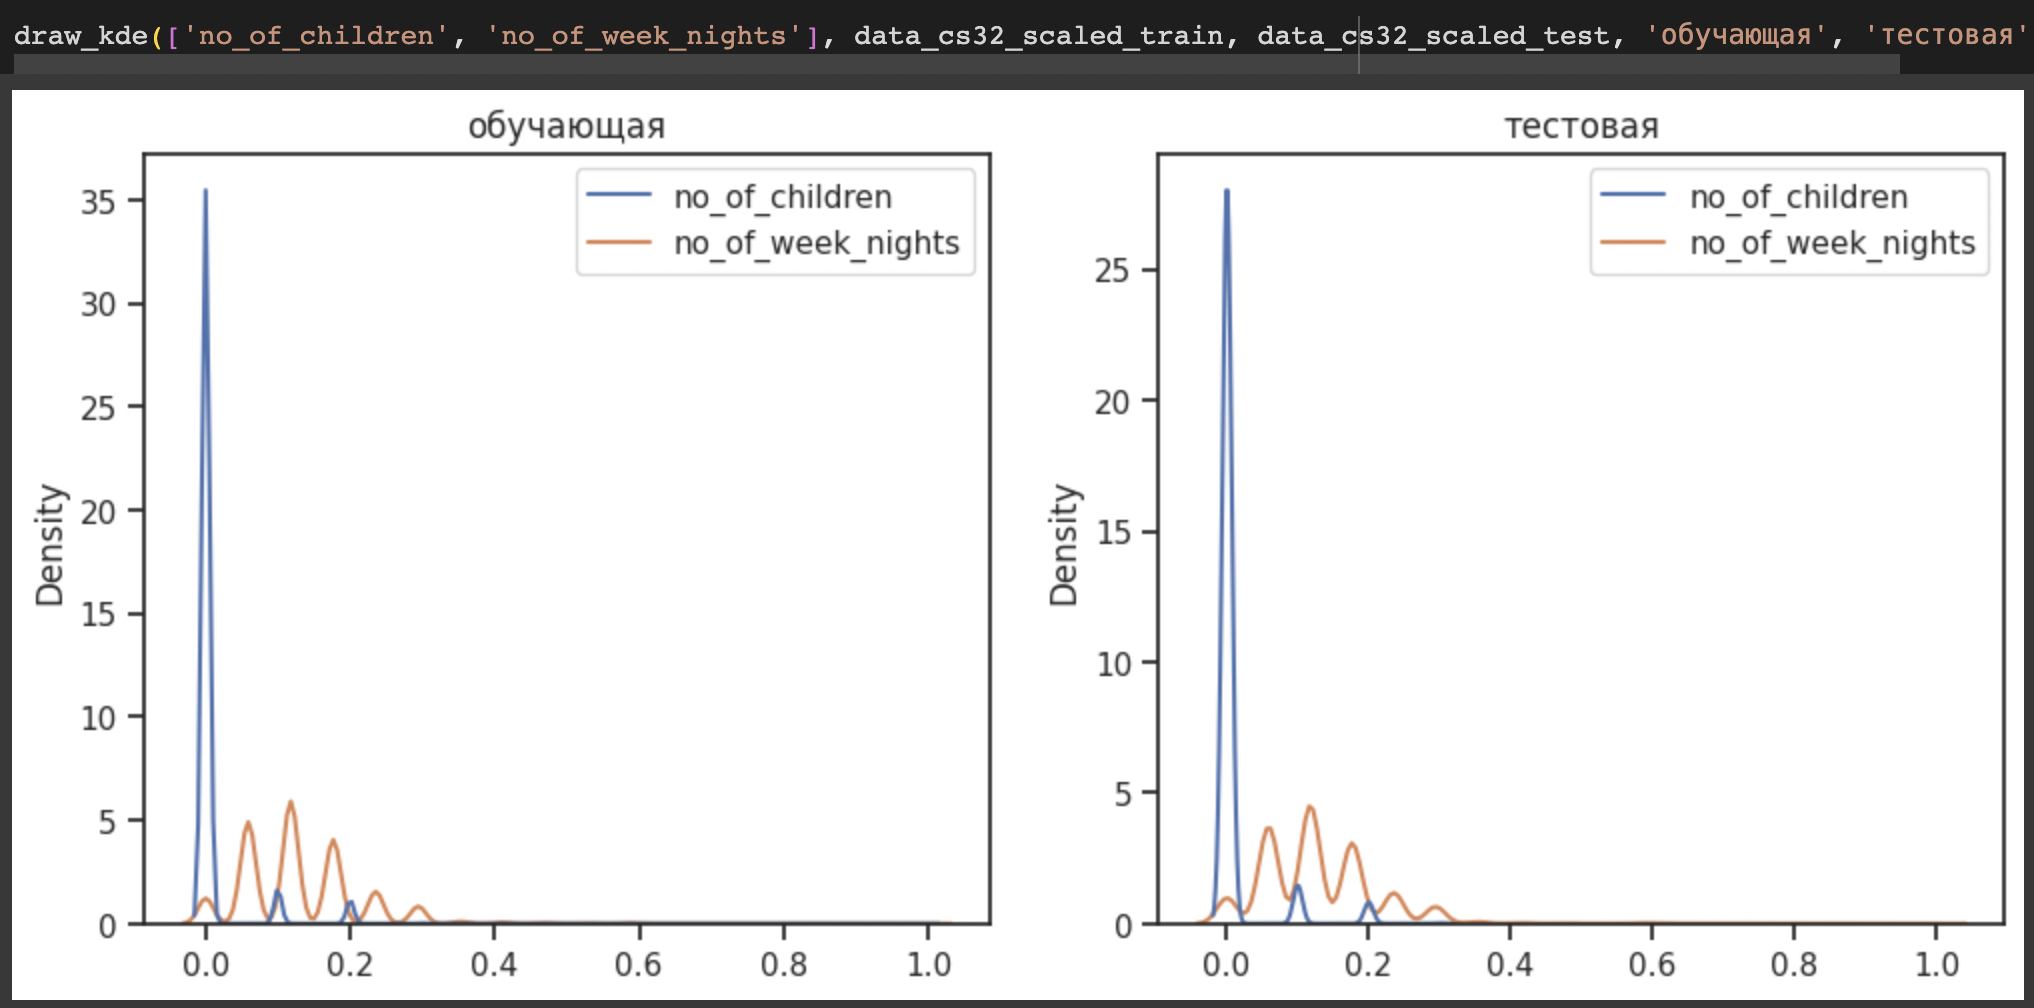 draw_kde(['no_of_children', 'no_of_week_nights'], data_cs32_scaled_train, data_cs32_scaled_test, 'обучающая', 'тестовая'
обучающая
no_of_children
no_of_week_nights
Density
35
30
25
20
15
10
5
0
0.0 0.2 0.4 0.6 0.8 1.0
тестовая
no_of_children
no_of_week_nights
Density
25
20
15
10
5
0
0.0 0.2 0.4 0.6 0.8 1.0